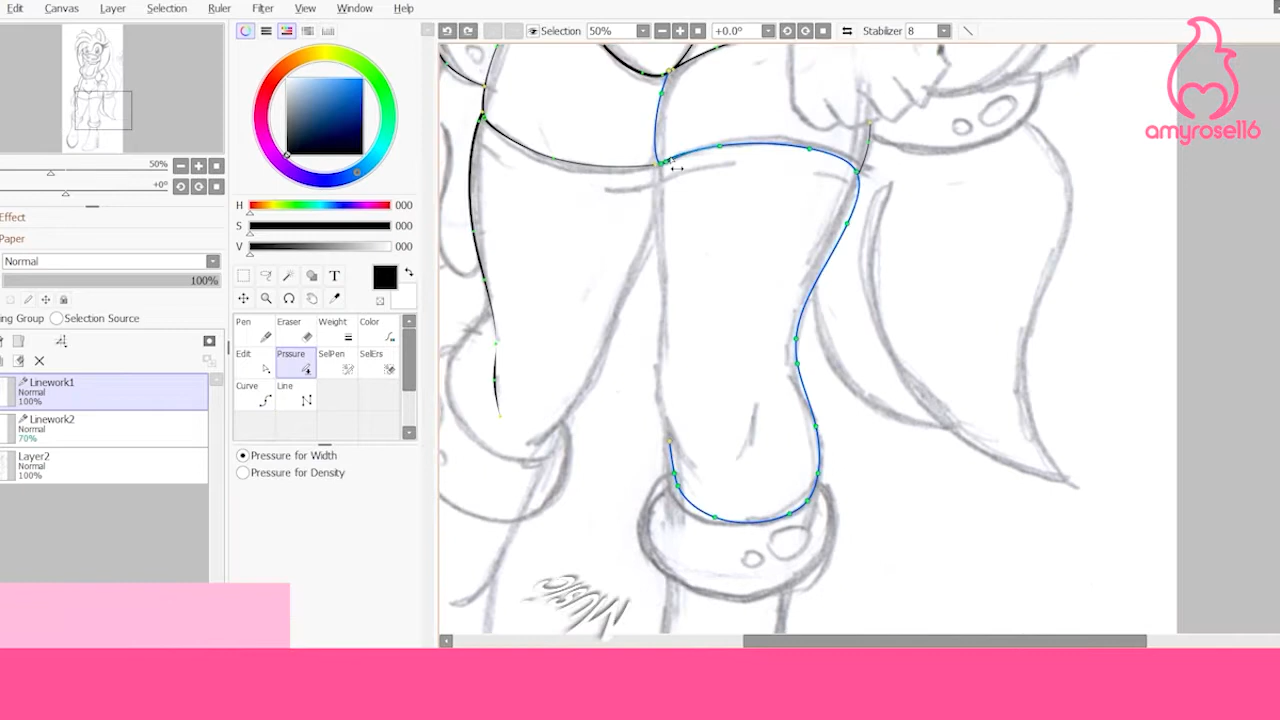 Edit Canvas Layer Selection Ruler Filter View Window Help
Selection 50% +0.0° Stabilizer 8
amyrose116
50%
+0°
Effect
Paper
Normal
100%
ing Group Selection Source
Linework1
Normal
100%
Linework2
Normal
70%
Layer2
Normal
100%
H 000
S 000
V 000
T
Pen Eraser Weight Color
Edit Prssure SelPen SelErs
Curve Line
Pressure for Width
Pressure for Density
Music